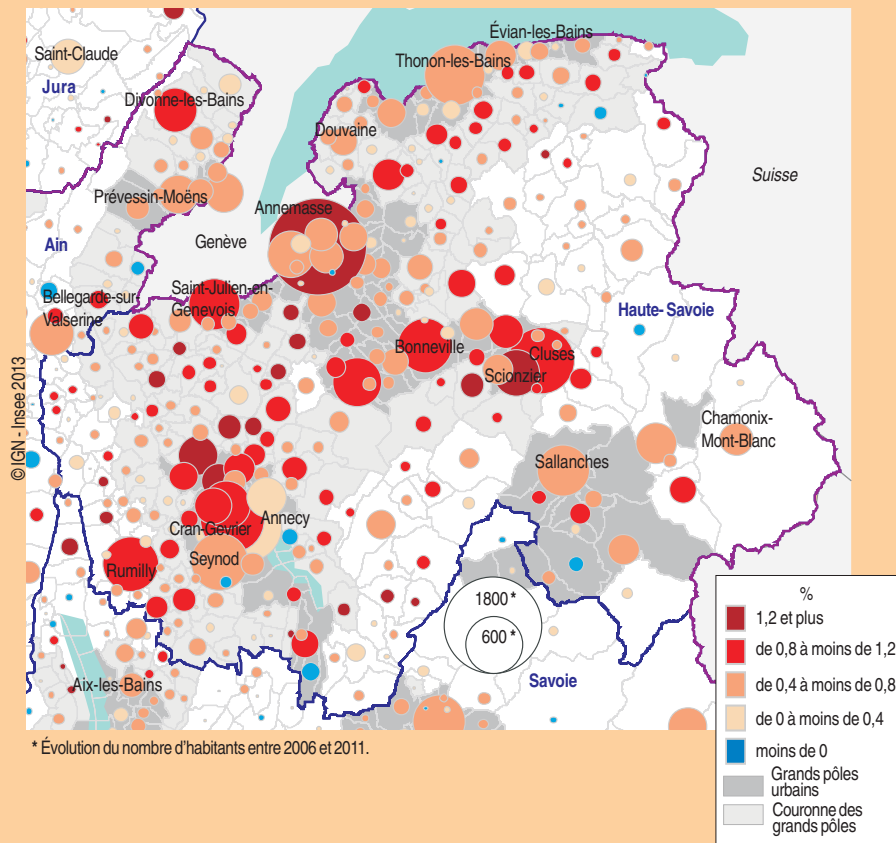 Évian-les-Bains
Saint-Claude
Thonon-les-Bains
Jura
Divonne-les-Bains
Douvaine
Suisse
Prévessin-Moëns
Annemasse
Genève
Ain
Saint-Julien-en-
Genevois
Bellegarde-sur-
Valserine
Haute- Savoie
Bonneville
Cluses
Scionzier
© IGN - Insee 2013
Chamonix-
Mont-Blanc
Sallanches
Annecy
Cran-Gevrier
Seynod
Rumilly
1800 *
600 *
Savoie
Aix-les-Bains
%
1,2 et plus
de 0,8 à moins de 1,2
de 0,4 à moins de 0,8
de 0 à moins de 0,4
moins de 0
Grands pôles
urbains
Couronne des
grands pôles
* Évolution du nombre d'habitants entre 2006 et 2011.